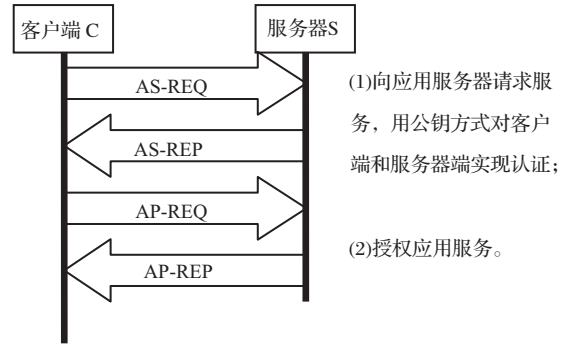 客户端 C
服务器S
AS-REQ
AS-REP
AP-REQ
AP-REP
(1)向应用服务器请求服
务，用公钥方式对客户
端和服务器端实现认证；
(2)授权应用服务。